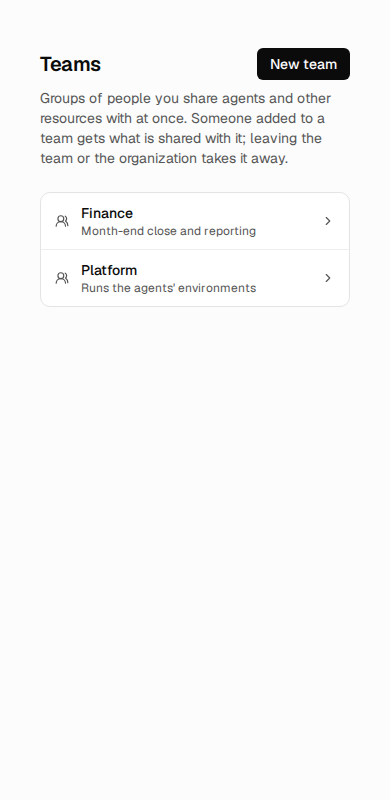 Teams
New team
Groups of people you share agents and other
resources with at once. Someone added to a
team gets what is shared with it; leaving the
team or the organization takes it away.
Finance
Month-end close and reporting
Platform
Runs the agents' environments